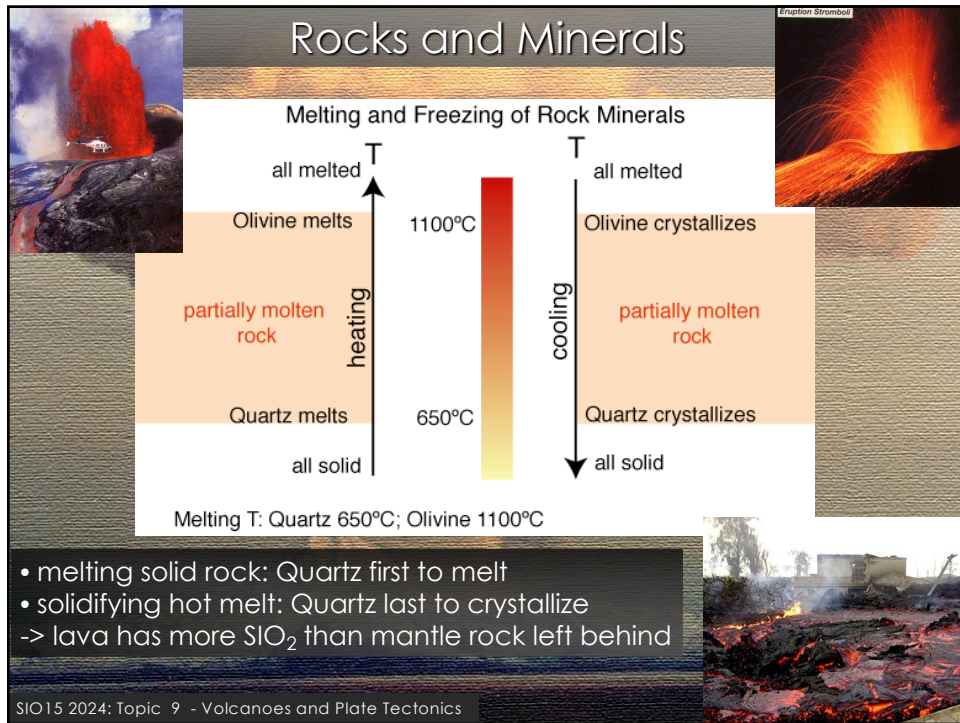 Rocks and Minerals
Eruption Stromboli
Melting and Freezing of Rock Minerals
T
T
all melted
all melted
Olivine melts
1100ºC
Olivine crystallizes
partially molten
rock
heating
cooling
partially molten
rock
Quartz melts
650ºC
Quartz crystallizes
all solid
all solid
Melting T: Quartz 650ºC; Olivine 1100ºC
• melting solid rock: Quartz first to melt
• solidifying hot melt: Quartz last to crystallize
-> lava has more SIO₂ than mantle rock left behind
SIO15 2024: Topic 9 - Volcanoes and Plate Tectonics